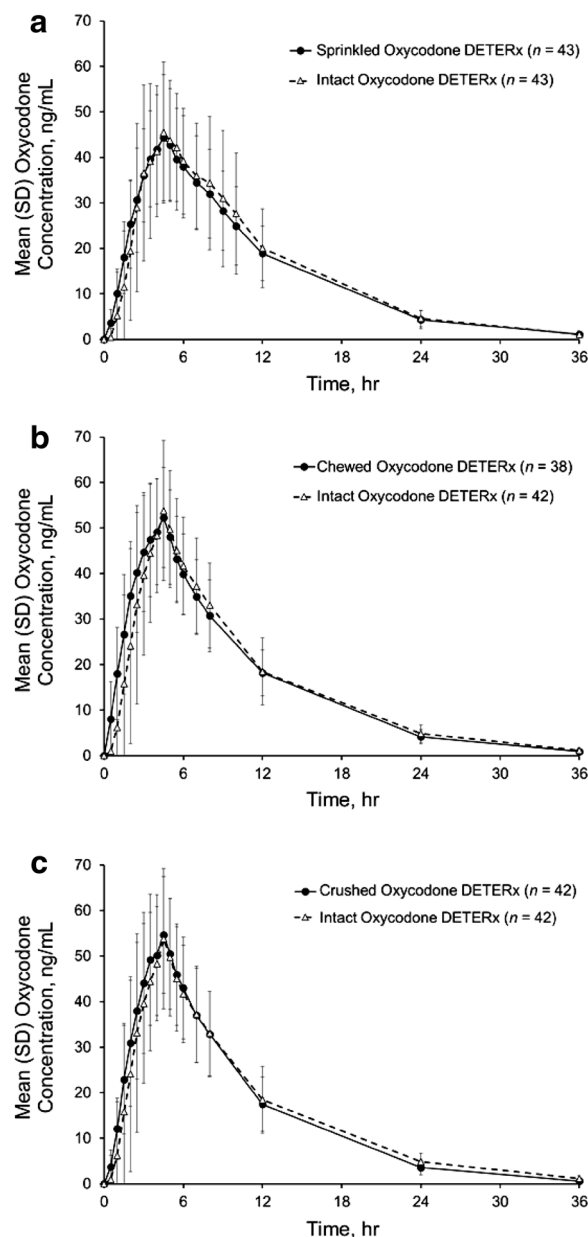 a
Sprinkled Oxycodone DETERx (n = 43)
Intact Oxycodone DETERx (n = 43)
Mean (SD) Oxycodone
Concentration, ng/mL
70
60
50
40
30
20
10
0
0 6 12 18 24 30 36
Time, hr
b
Chewed Oxycodone DETERx (n = 38)
Intact Oxycodone DETERx (n = 42)
Mean (SD) Oxycodone
Concentration, ng/mL
70
60
50
40
30
20
10
0
0 6 12 18 24 30 36
Time, hr
c
Crushed Oxycodone DETERx (n = 42)
Intact Oxycodone DETERx (n = 42)
Mean (SD) Oxycodone
Concentration, ng/mL
70
60
50
40
30
20
10
0
0 6 12 18 24 30 36
Time, hr